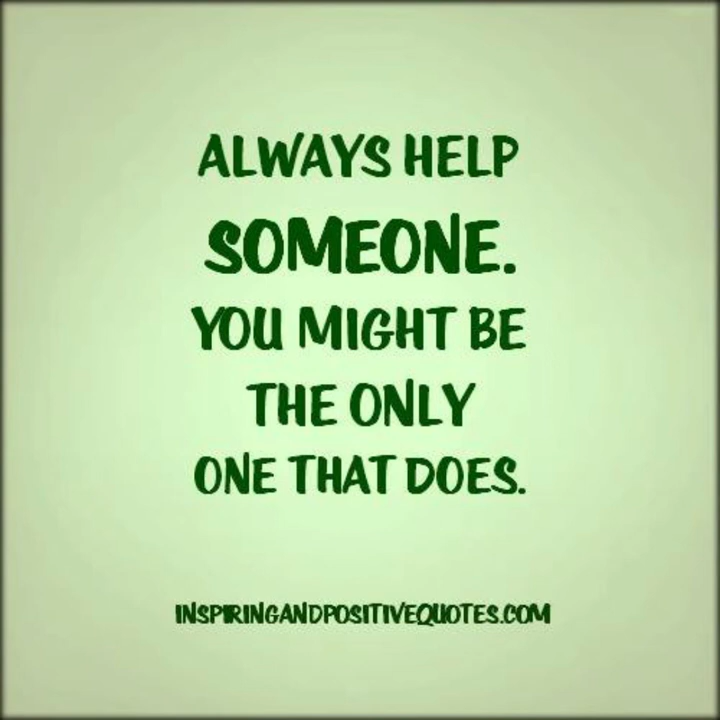 ALWAYS HELP
SOMEONE.
YOU MIGHT BE
THE ONLY
ONE THAT DOES.
INSPIRINGANDPOSITIVEQUOTES.COM